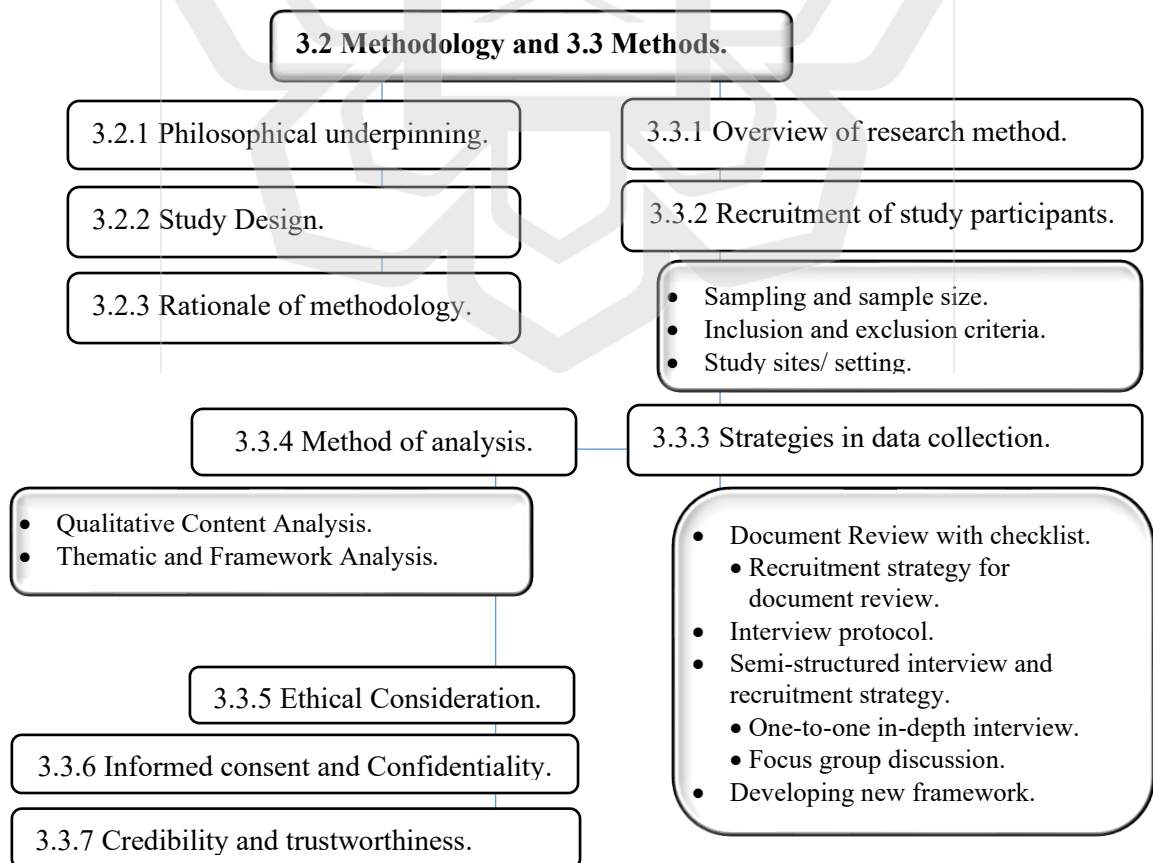 3.2 Methodology and 3.3 Methods.
3.2.1 Philosophical underpinning.
3.2.2 Study Design.
3.2.3 Rationale of methodology.
3.3.1 Overview of research method.
3.3.2 Recruitment of study participants.
• Sampling and sample size.
• Inclusion and exclusion criteria.
• Study sites/ setting.
3.3.3 Strategies in data collection.
• Document Review with checklist.
• Recruitment strategy for
document review.
• Interview protocol.
• Semi-structured interview and
recruitment strategy.
• One-to-one in-depth interview.
• Focus group discussion.
• Developing new framework.
3.3.4 Method of analysis.
• Qualitative Content Analysis.
• Thematic and Framework Analysis.
3.3.5 Ethical Consideration.
3.3.6 Informed consent and Confidentiality.
3.3.7 Credibility and trustworthiness.